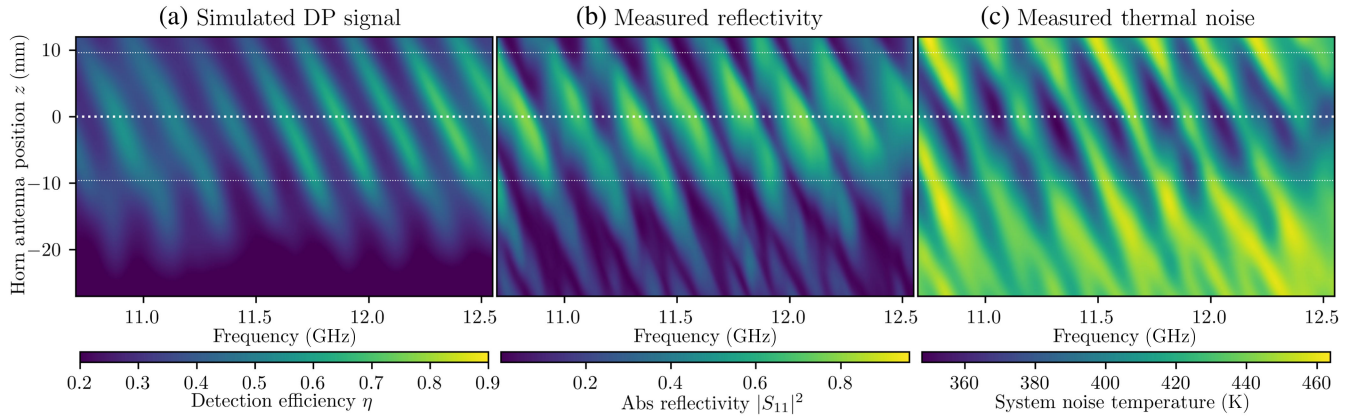 (a) Simulated DP signal
(b) Measured reflectivity
(c) Measured thermal noise
Horn antenna position z (mm)
10
0
−10
−20
11.0 11.5 12.0 12.5
11.0 11.5 12.0 12.5
11.0 11.5 12.0 12.5
Frequency (GHz)
Frequency (GHz)
Frequency (GHz)
0.2 0.3 0.4 0.5 0.6 0.7 0.8 0.9
0.2 0.4 0.6 0.8
360 380 400 420 440 460
Detection efficiency η
Abs reflectivity |S₁₁|²
System noise temperature (K)